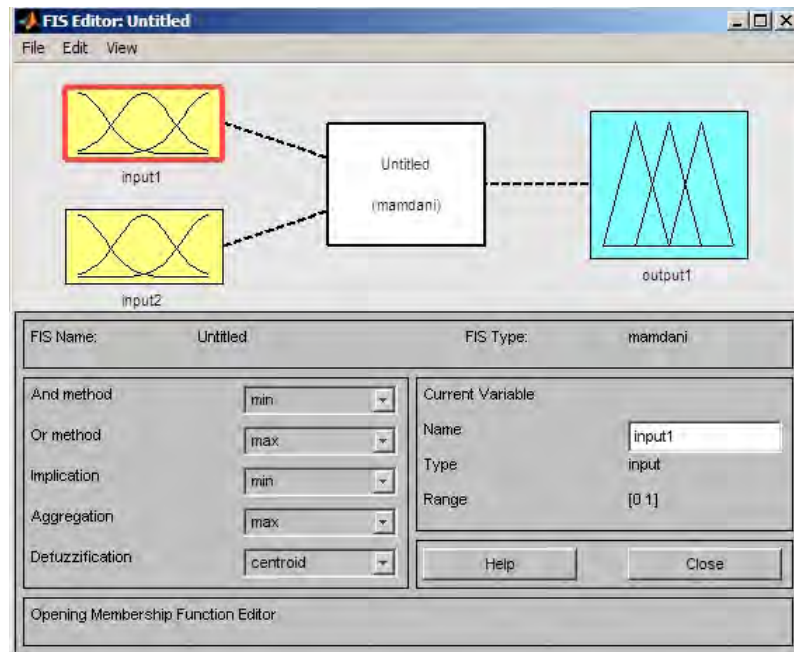 FIS Editor: Untitled
File Edit View
input1
input2
Untitled
(mamdani)
output1
FIS Name: Untitled FIS Type: mamdani
And method min
Or method max
Implication min
Aggregation max
Defuzzification centroid
Current Variable
Name input1
Type input
Range [0 1]
Help Close
Opening Membership Function Editor